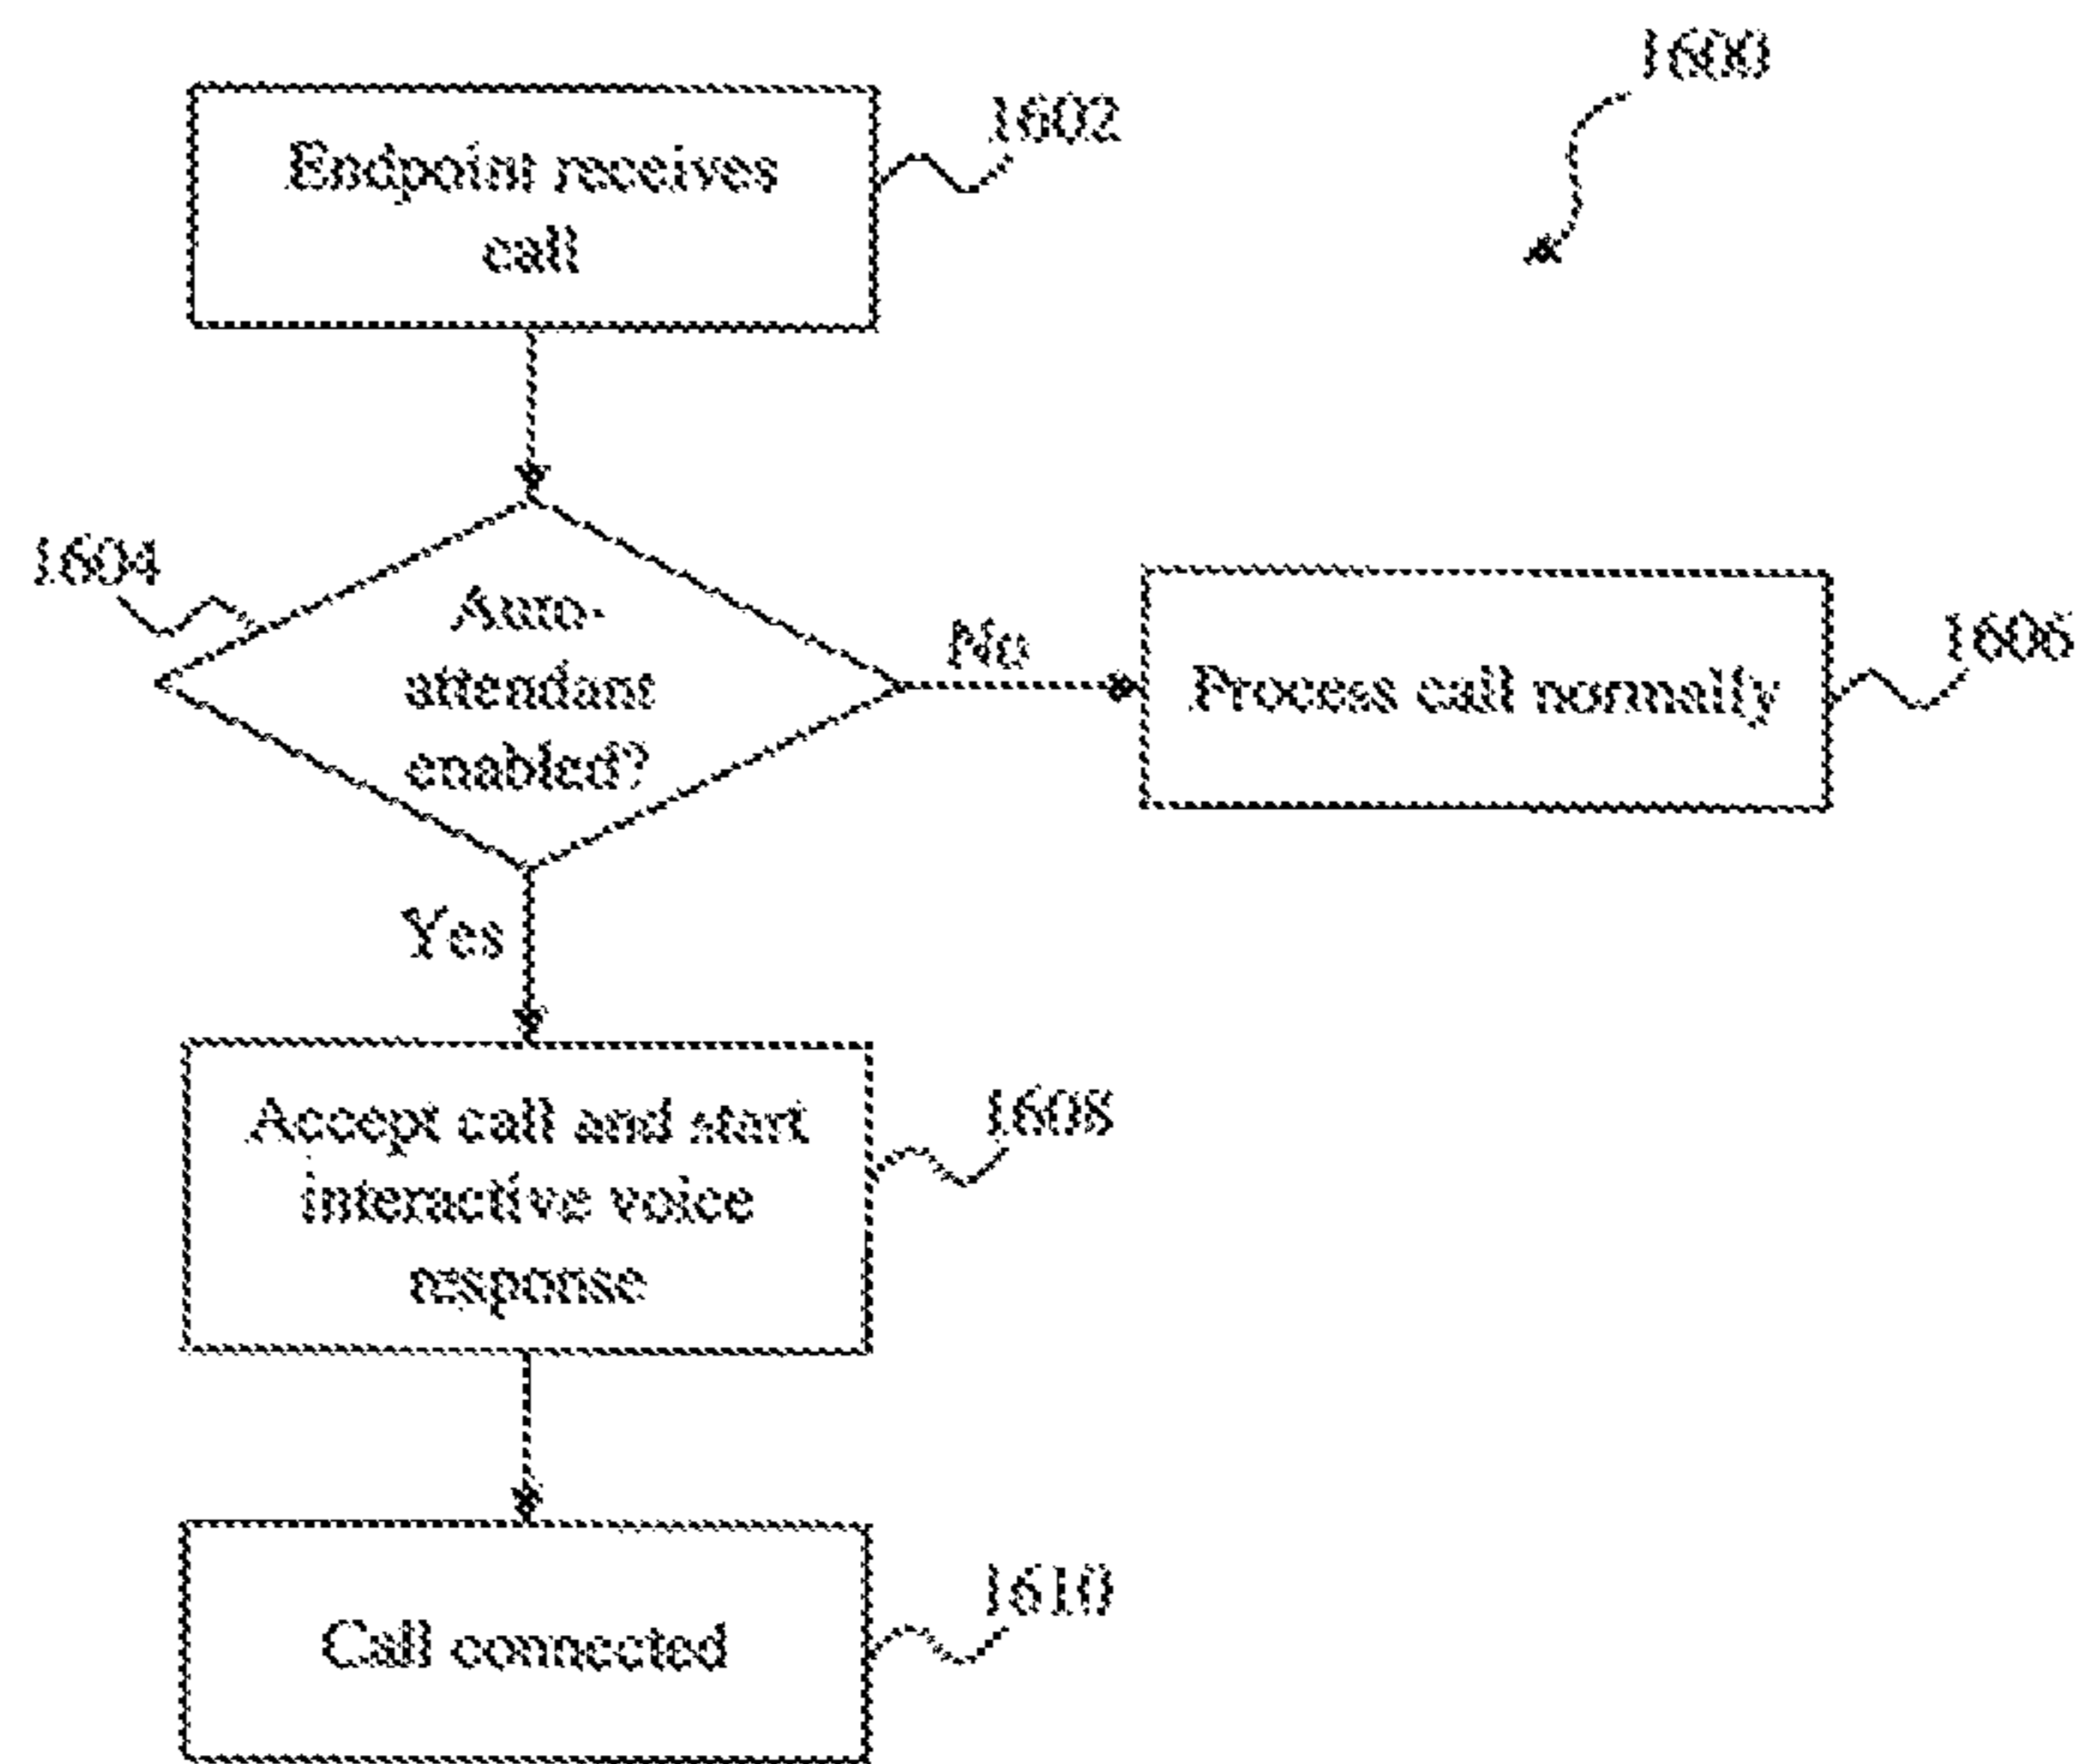 1600
1602
Endpoint receives
call
1604
Auto-
attendant
enabled?
No
Process call normally
1606
Yes
Accept call and start
interactive voice
response
1608
Call connected
1610